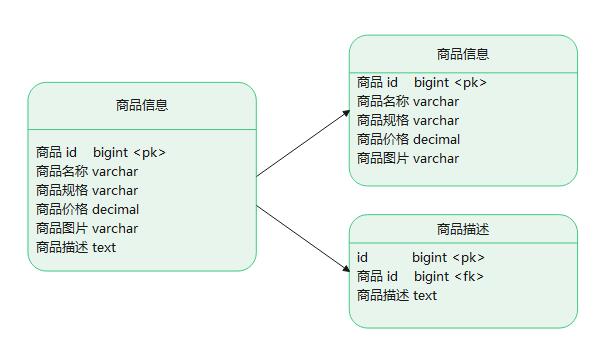 商品信息
商品 id bigint <pk>
商品名称 varchar
商品规格 varchar
商品价格 decimal
商品图片 varchar
商品描述 text
商品信息
商品 id bigint <pk>
商品名称 varchar
商品规格 varchar
商品价格 decimal
商品图片 varchar
商品描述
id bigint <pk>
商品 id bigint <fk>
商品描述 text